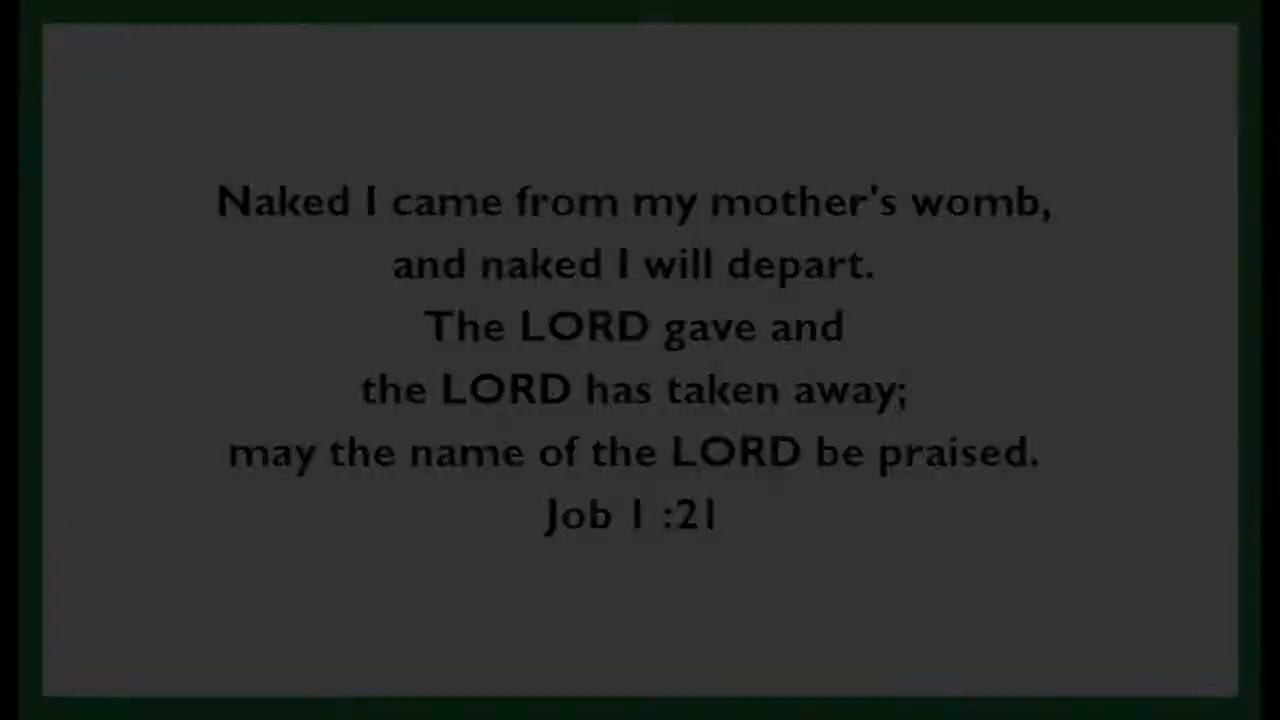 Naked I came from my mother's womb,
and naked I will depart.
The LORD gave and
the LORD has taken away;
may the name of the LORD be praised.
Job 1 :21